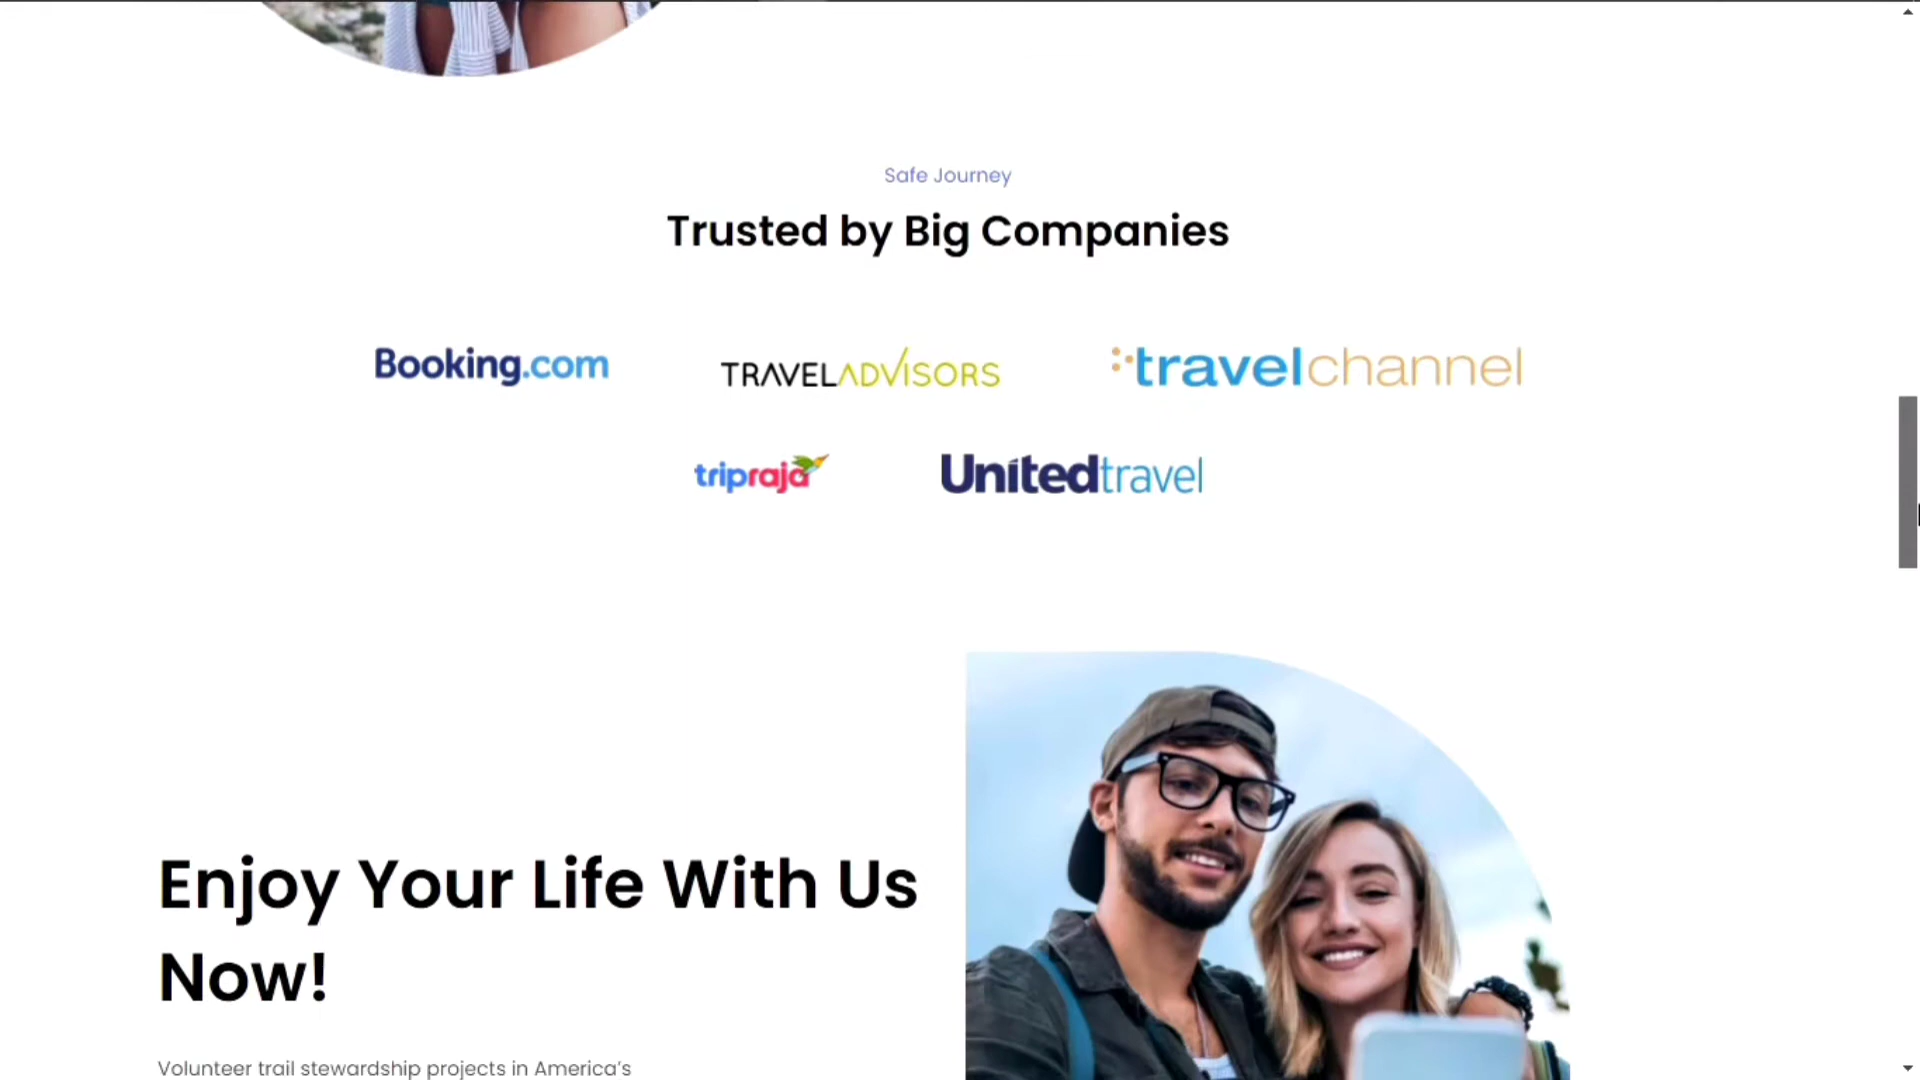 Safe Journey
Trusted by Big Companies
Booking.com
TRAVELADVISORS
travelchannel
tripraja
Unitedtravel
Enjoy Your Life With Us
Now!
Volunteer trail stewardship projects in America's